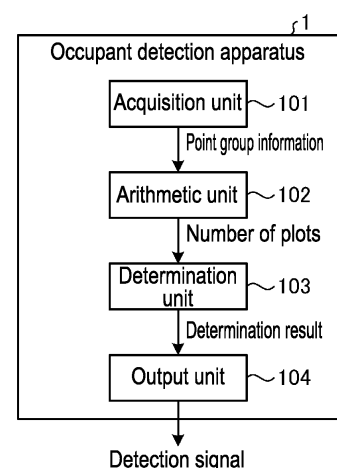 1
Occupant detection apparatus
Acquisition unit
101
Point group information
Arithmetic unit
102
Number of plots
Determination
unit
103
Determination result
Output unit
104
Detection signal